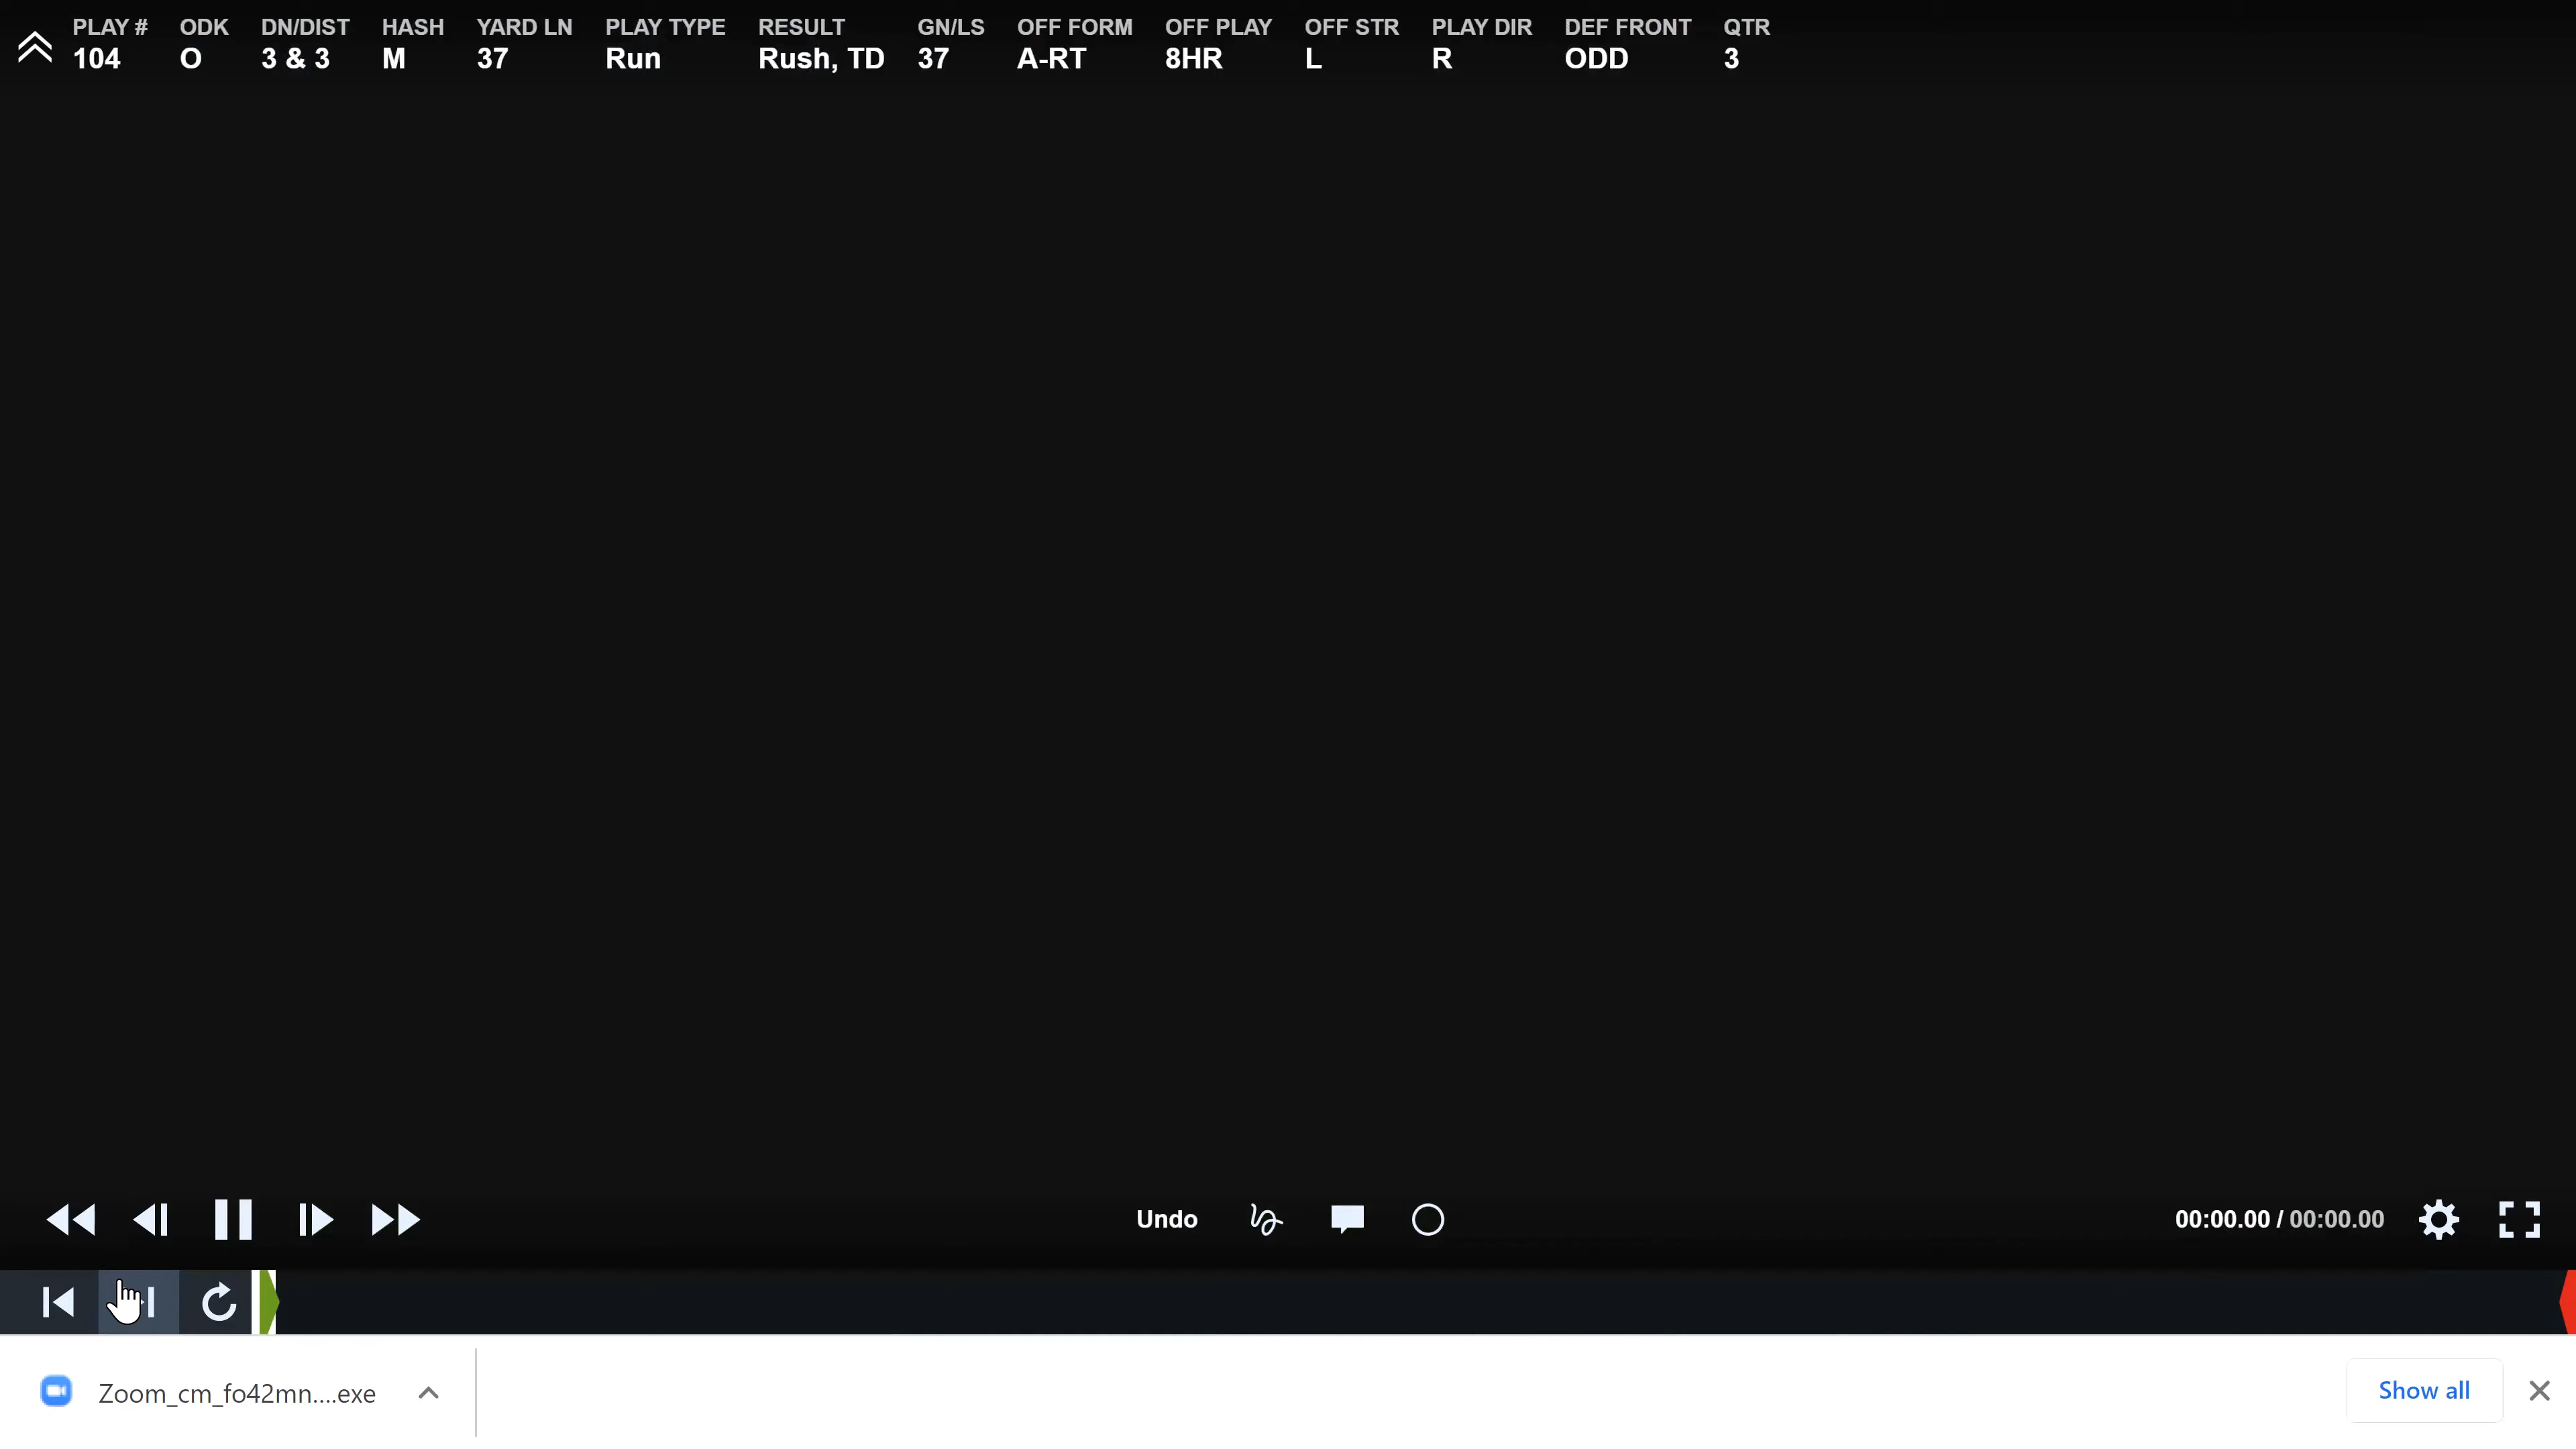 PLAY # ODK DN/DIST HASH YARD LN PLAY TYPE RESULT GN/LS OFF FORM OFF PLAY OFF STR PLAY DIR DEF FRONT QTR
104 O 3 & 3 M 37 Run Rush, TD 37 A-RT 8HR L R ODD 3
Undo 00:00.00 / 00:00.00
Zoom_cm_fo42mn....exe Show all